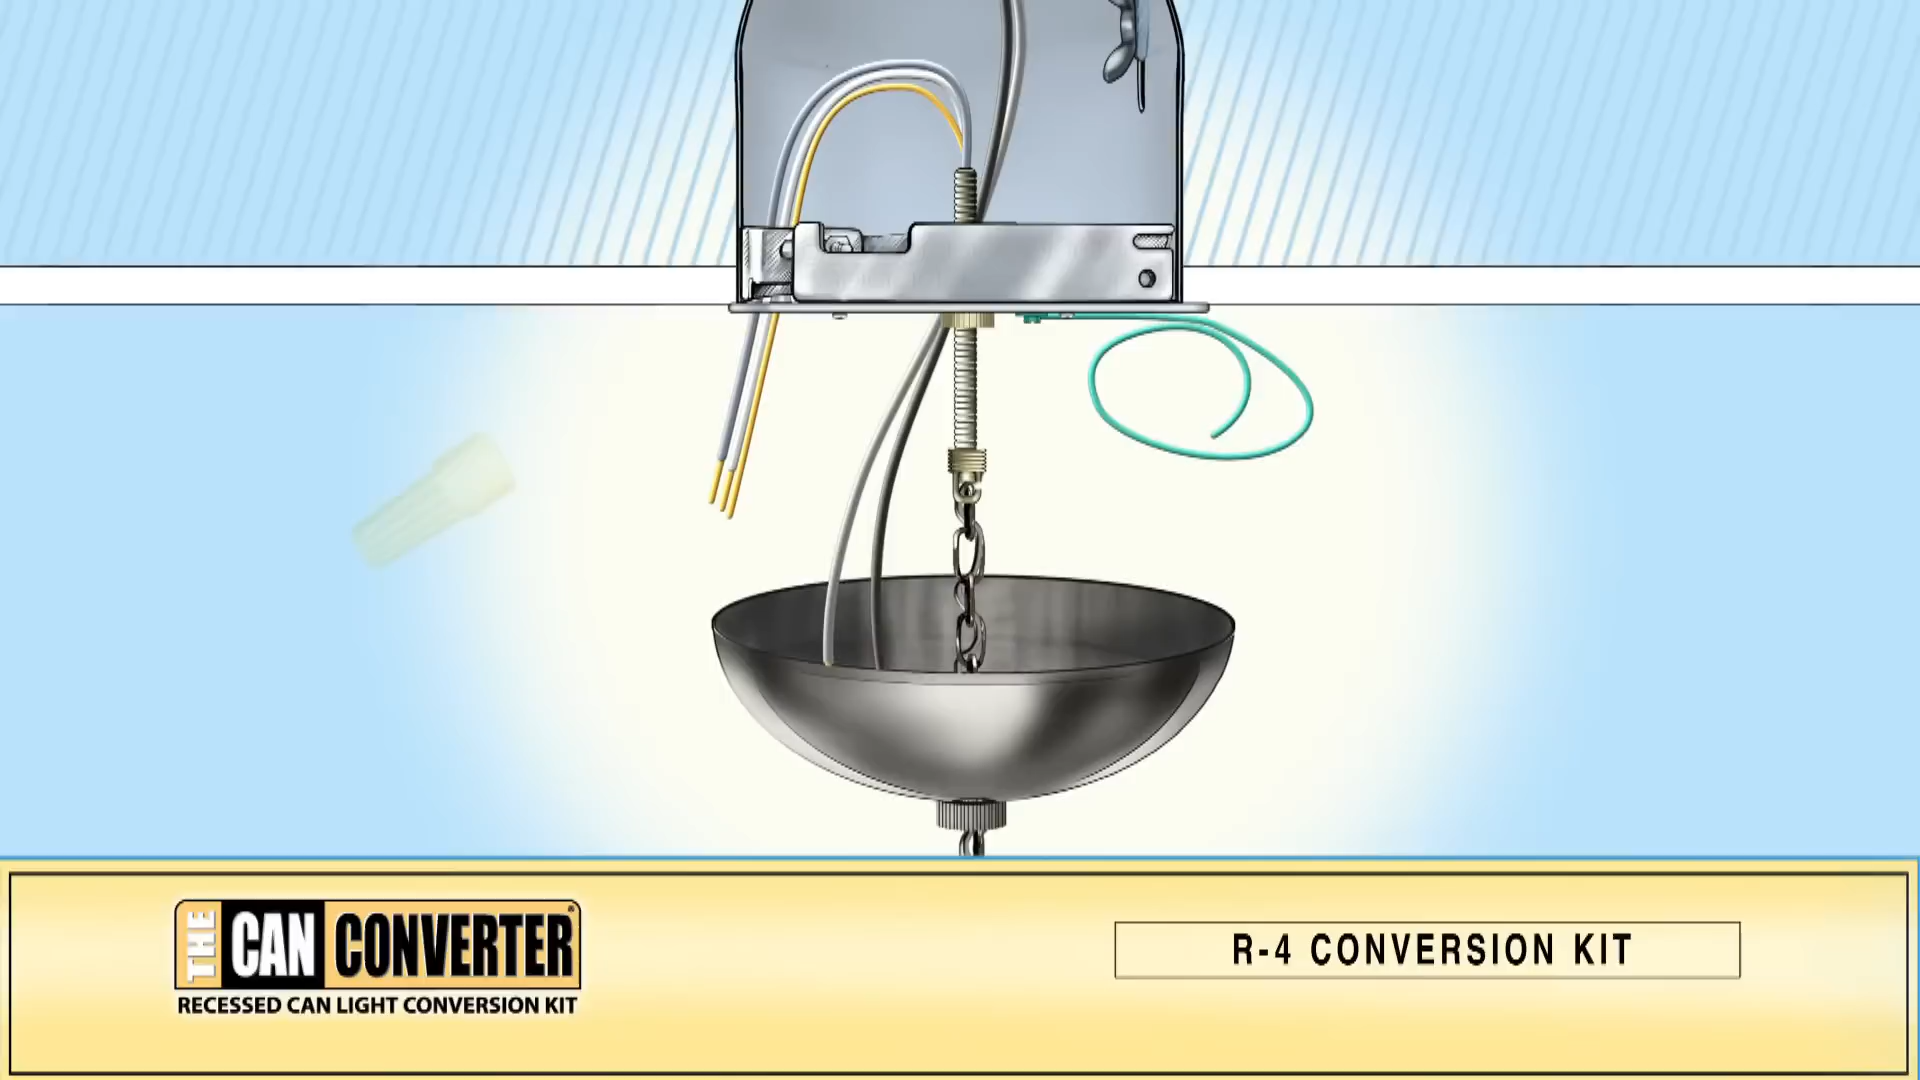 THE CAN CONVERTER®
RECESSED CAN LIGHT CONVERSION KIT
R-4 CONVERSION KIT